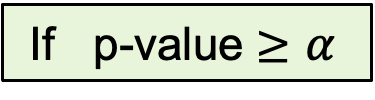 If p-value ≥ α